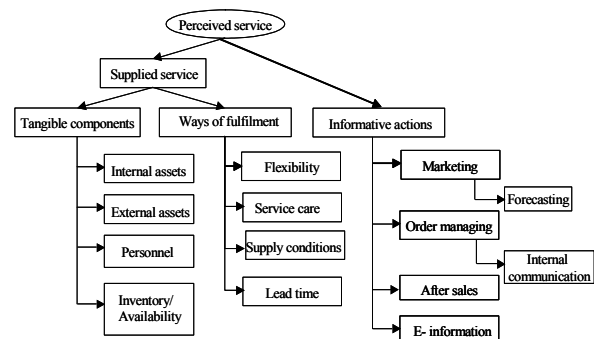 Perceived service
Supplied service
Tangible components
Ways of fulfilment
Informative actions
Internal assets
External assets
Personnel
Inventory/
Availability
Flexibility
Service care
Supply conditions
Lead time
Marketing
Forecasting
Order managing
Internal
communication
After sales
E- information